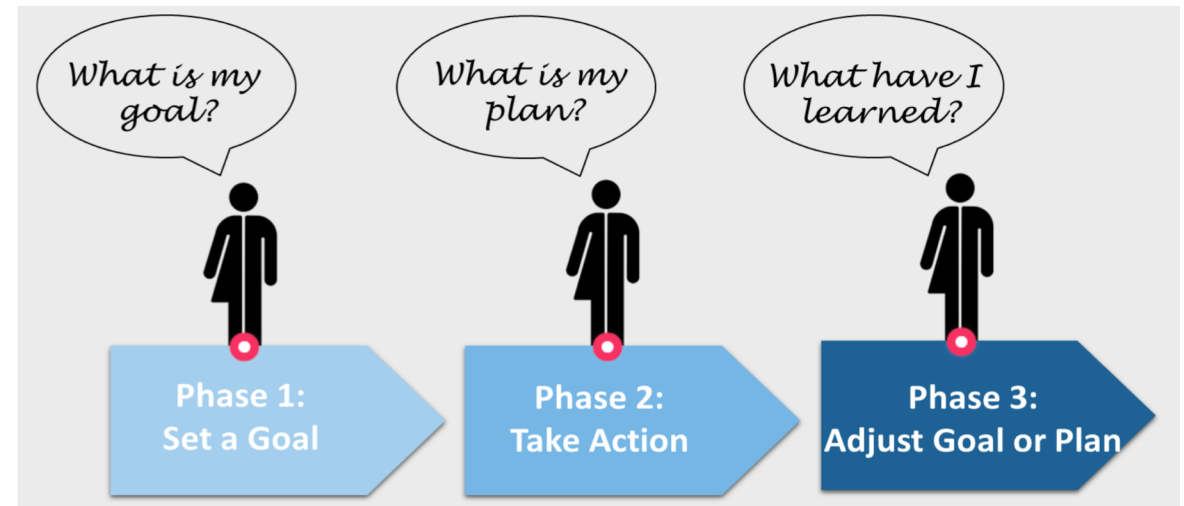 What is my
goal?
What is my
plan?
What have I
learned?
Phase 1:
Set a Goal
Phase 2:
Take Action
Phase 3:
Adjust Goal or Plan